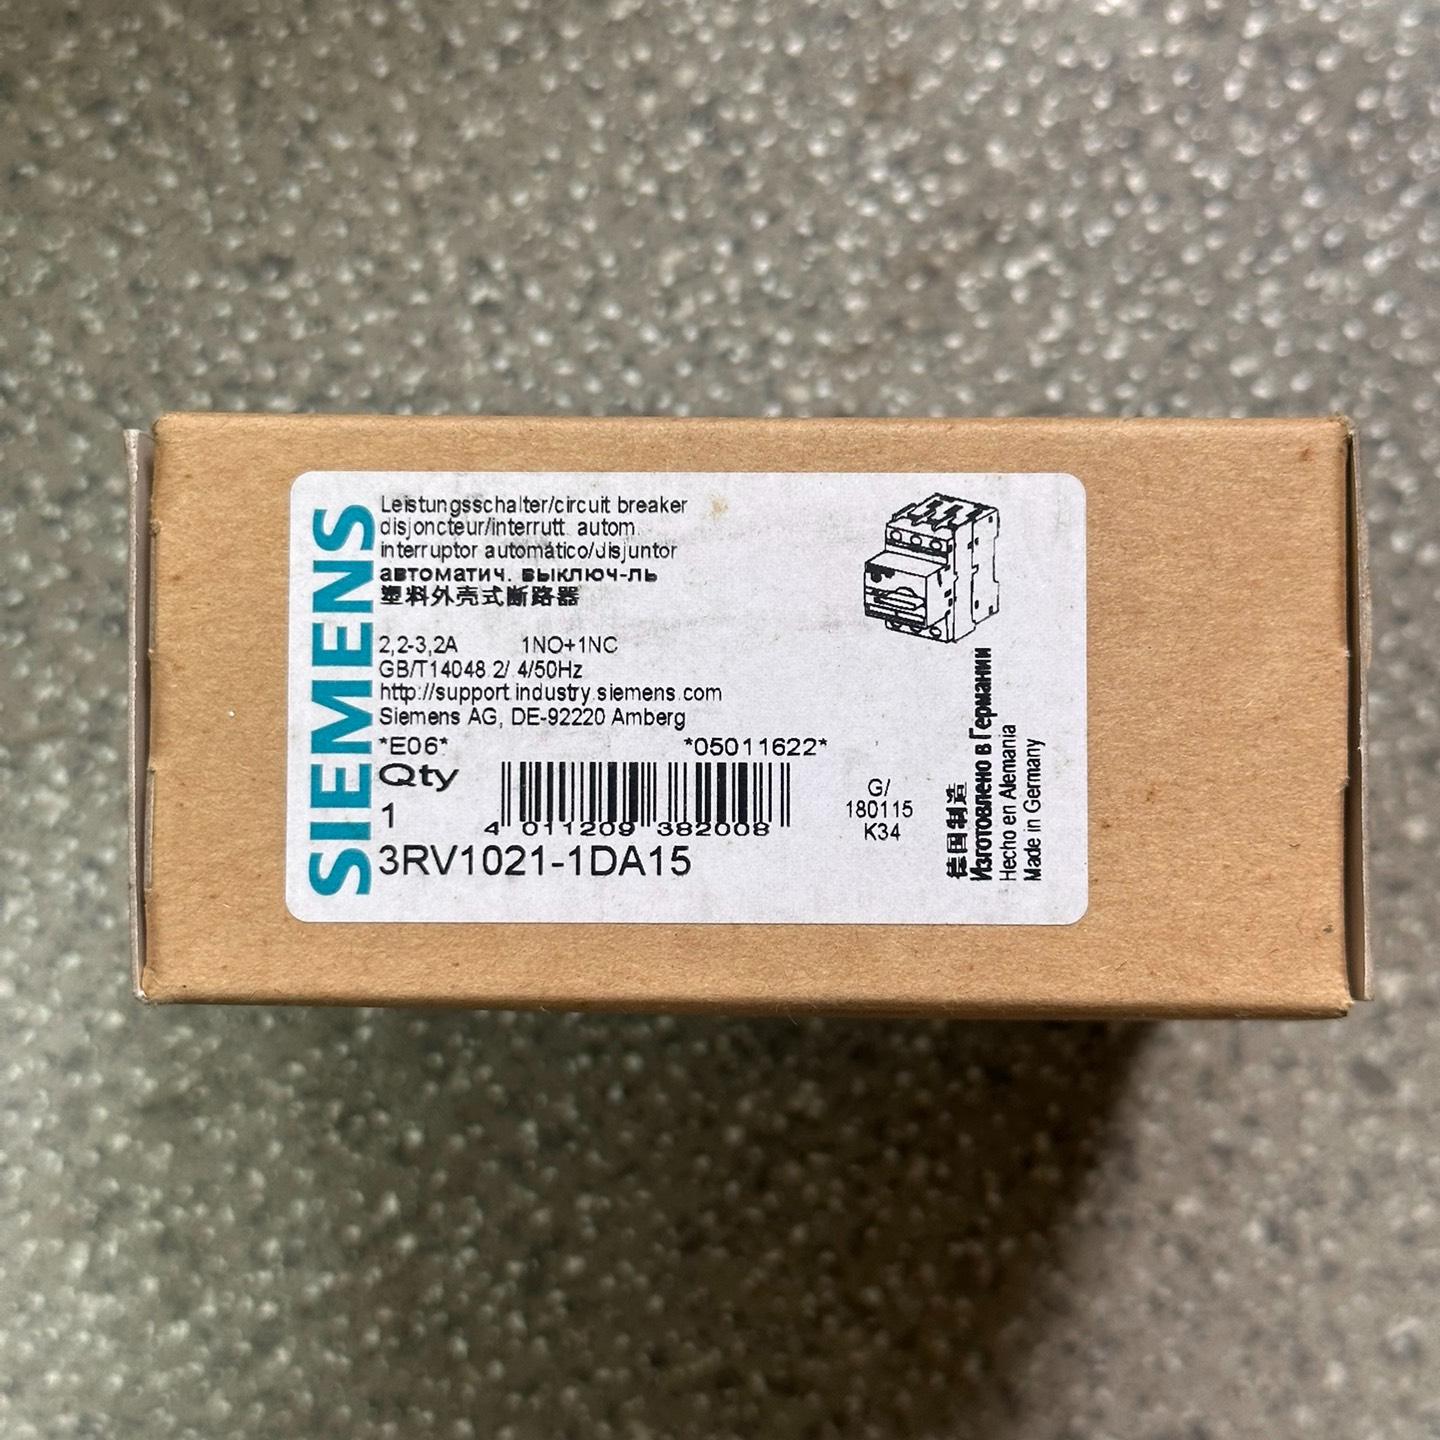 SIEMENS
Leistungsschalter/circuit breaker
disjoncteur/interrutt. autom.
interruptor automático/disjuntor
автоматич. выключ-ль
塑料外壳式断路器
2,2-3,2A 1NO+1NC
GB/T14048.2/.4/50Hz
http://support.industry.siemens.com
Siemens AG, DE-92220 Amberg
*E06* *05011622*
Qty
1
4 011209 382008
3RV1021-1DA15
G/
180115
K34
德国制造
Изготовлено в Германии
Hecho en Alemania
Made in Germany